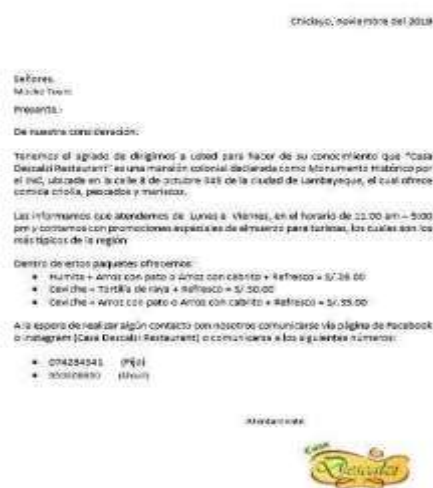 Chiclayo, noviembre del 2018
Señores.
Moche Tours
Presente.-
De nuestra consideración:
Tenemos el agrado de dirigirnos a usted para hacer de su conocimiento que "Casa
Descalzi Restaurant" es una mansión colonial declarada como Monumento Histórico por
el INC, ubicada en la calle 8 de octubre 345 de la ciudad de Lambayeque, el cual ofrece
comida criolla, pescados y mariscos.
Les informamos que atendemos de Lunes a Viernes, en el horario de 11:00 am – 5:00
pm y contamos con promociones especiales de almuerzo para turistas, los cuales son los
más típicos de la región
Dentro de estos paquetes ofrecemos:
• Humita + Arroz con pato o Arroz con cabrito + Refresco = S/.
• Ceviche + Tortilla de raya + Refresco = S/. 30.00
• Ceviche + Arroz con pato o Arroz con cabrito + Refresco = S/. 35.00
A la espera de realizar algún contacto con nosotros comunicarse vía página de Facebook
o Instagram (Casa Descalzi Restaurant) o comunicarse a los siguientes números:
• 074284341 (Fijo)
Atentamente
Casa
Descalzi